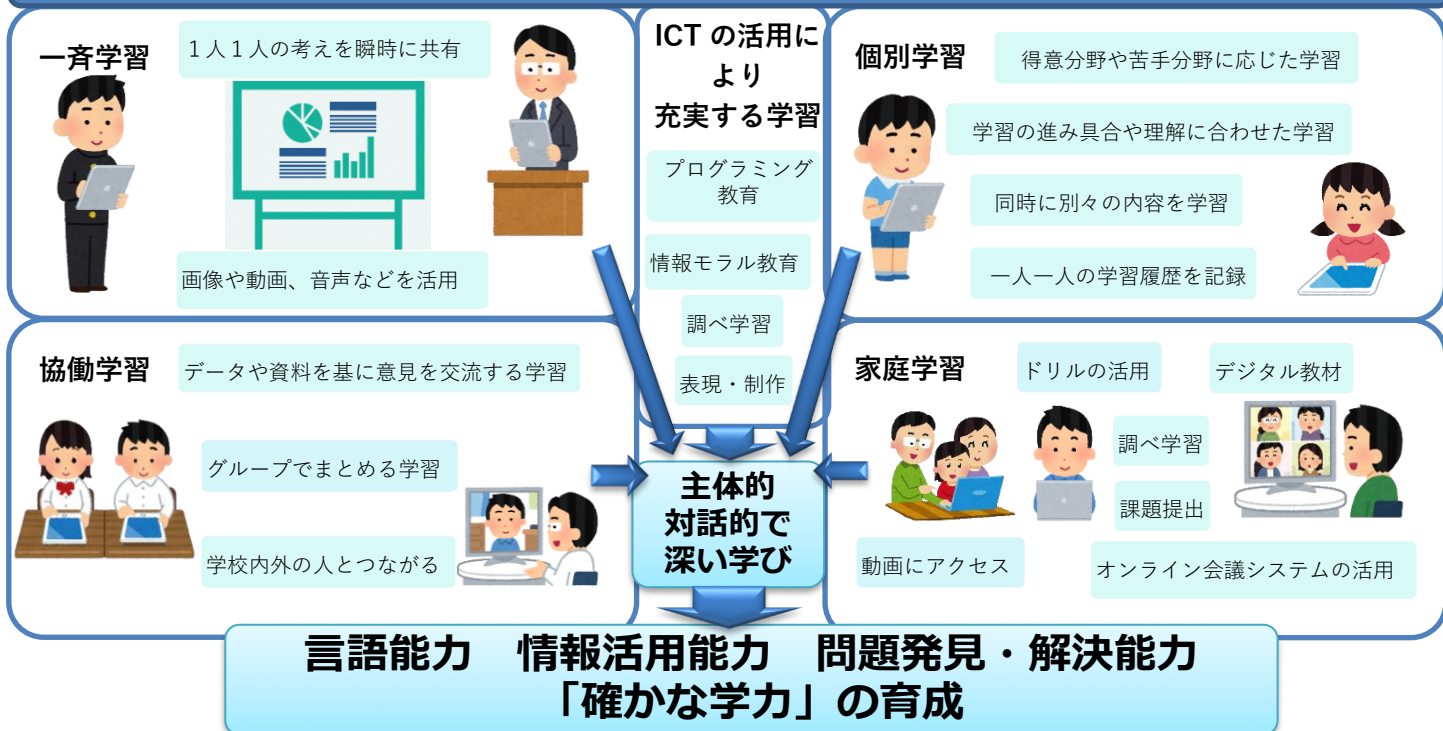 一斉学習
１人１人の考えを瞬時に共有
画像や動画、音声などを活用
ICT の活用に
より
充実する学習
プログラミング
教育
情報モラル教育
調べ学習
表現・制作
個別学習
得意分野や苦手分野に応じた学習
学習の進み具合や理解に合わせた学習
同時に別々の内容を学習
一人一人の学習履歴を記録
協働学習
データや資料を基に意見を交流する学習
グループでまとめる学習
学校内外の人とつながる
家庭学習
ドリルの活用
デジタル教材
調べ学習
課題提出
動画にアクセス
オンライン会議システムの活用
主体的
対話的で
深い学び
言語能力　情報活用能力　問題発見・解決能力
「確かな学力」の育成